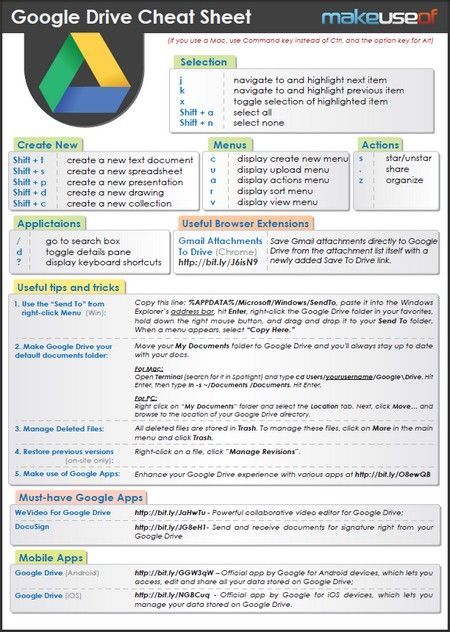 Google Drive Cheat Sheet
makeuseof
(If you use a Mac, use Command key instead of Ctrl, and the option key for Alt)
Selection
j navigate to and highlight next item
k navigate to and highlight previous item
x toggle selection of highlighted item
Shift + a select all
Shift + n select none
Create New
Shift + t create a new text document
Shift + s create a new spreadsheet
Shift + p create a new presentation
Shift + d create a new drawing
Shift + c create a new collection
Menus
c display create new menu
u display upload menu
a display actions menu
r display sort menu
v display view menu
Actions
s star/unstar
. share
z organize
Applictaions
/ go to search box
d toggle details pane
? display keyboard shortcuts
Useful Browser Extensions
Gmail Attachments
To Drive (Chrome)
http://bit.ly/J6isN9
Save Gmail attachments directly to Google
Drive from the attachment list itself with a
newly added Save To Drive link.
Useful tips and tricks
1. Use the "Send To" from
right-click Menu (Win):
Copy this line: %APPDATA%/Microsoft/Windows/SendTo, paste it into the Windows
Explorer's address bar, hit Enter, right-click the Google Drive folder in your favorites,
hold down the right mouse button, and drag and drop it to your Send To folder.
When a menu appears, select "Copy Here."
2. Make Google Drive your
default documents folder:
Move your My Documents folder to Google Drive and you'll always stay up to date
with your docs.
For Mac:
Open Terminal (search for it in Spotlight) and type cd Users/yourusername/Google\Drive. Hit
Enter, then type ln -s ~/Documents /Documents. Hit Enter.
For PC:
Right click on "My Documents" folder and select the Location tab. Next, click Move... and
browse to the location of your Google Drive directory.
3. Manage Deleted Files:
All deleted files are stored in Trash. To manage these files, click on More in the main
menu and click Trash.
4. Restore previous versions
(on-site only):
Right-click on a file, click "Manage Revisions".
5. Make use of Google Apps:
Enhance your Google Drive experience with various apps at http://bit.ly/O8ewQB
Must-have Google Apps
WeVideo For Google Drive
http://bit.ly/JaHwTu - Powerful collaborative video editor for Google Drive;
DocuSign
http://bit.ly/JG8eH1- Send and receive documents for signature right from your
Google Drive
Mobile Apps
Google Drive (Android)
http://bit.ly/GGW3qW – Official app by Google for Android devices, which lets you
access, edit and share all your data stored on Google Drive;
Google Drive (iOS)
http://bit.ly/NGBCuq - Official app by Google for iOS devices, which lets you
manage your data stored on Google Drive.